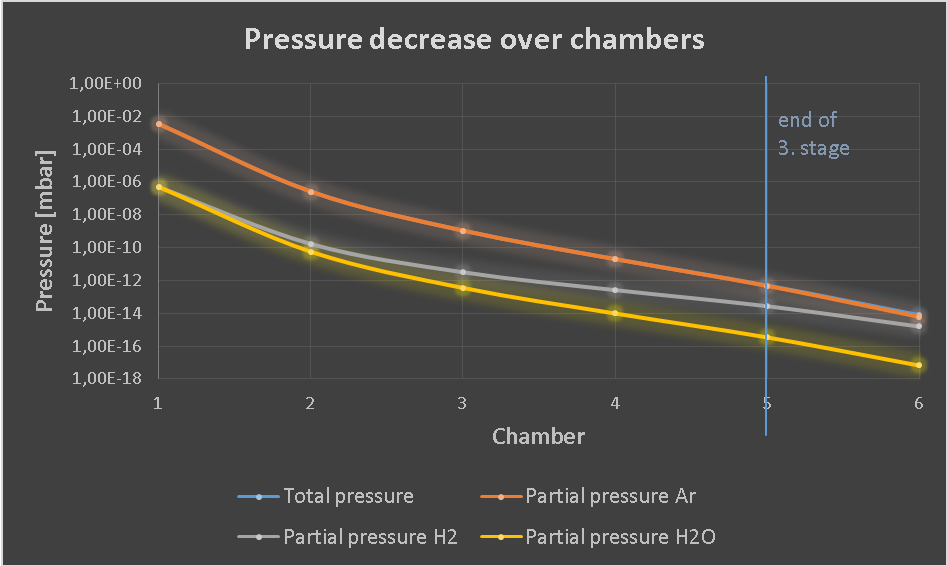 Pressure decrease over chambers
1,00E+00
1,00E-02
1,00E-04
1,00E-06
1,00E-08
1,00E-10
1,00E-12
1,00E-14
1,00E-16
1,00E-18
Pressure [mbar]
end of
3. stage
1 2 3 4 5 6
Chamber
Total pressure Partial pressure Ar
Partial pressure H2 Partial pressure H2O